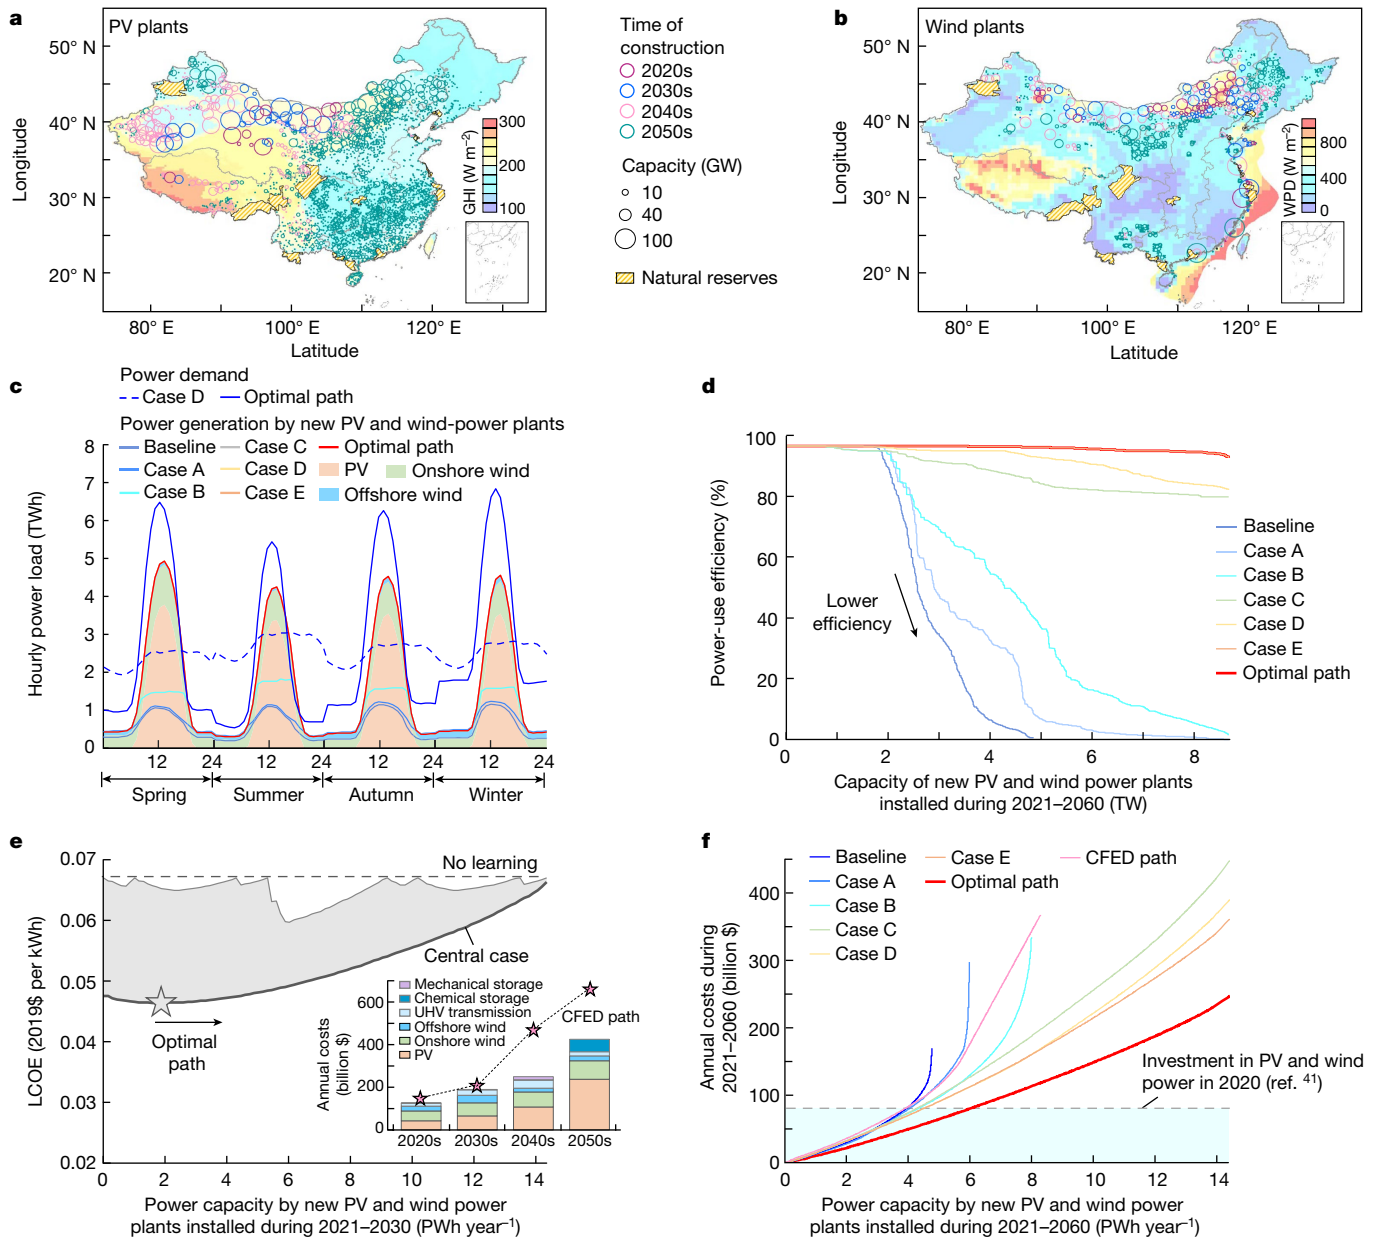 a
PV plants
50° N
40° N
30° N
20° N
Longitude
80° E
100° E
120° E
Latitude
GHI (W m⁻²)
300
200
100
Time of
construction
2020s
2030s
2040s
2050s
Capacity (GW)
10
40
100
Natural reserves
b
Wind plants
50° N
40° N
30° N
20° N
Longitude
80° E
100° E
120° E
Latitude
WPD (W m⁻²)
800
400
0
c
Power demand
Case D
Optimal path
Power generation by new PV and wind-power plants
Baseline
Case C
Optimal path
Case A
Case D
PV
Onshore wind
Case B
Case E
Offshore wind
Hourly power load (TWh)
8
7
6
5
4
3
2
1
0
12
24
12
24
12
24
12
24
Spring
Summer
Autumn
Winter
d
Power-use efficiency (%)
100
80
60
40
20
0
Lower
efficiency
Baseline
Case A
Case B
Case C
Case D
Case E
Optimal path
0
2
4
6
8
Capacity of new PV and wind power plants
installed during 2021–2060 (TW)
e
LCOE (2019$ per kWh)
0.07
0.06
0.05
0.04
0.03
0.02
No learning
Central case
Optimal
path
Annual costs
(billion $)
600
400
200
0
Mechanical storage
Chemical storage
UHV transmission
Offshore wind
Onshore wind
PV
CFED path
2020s
2030s
2040s
2050s
0
2
4
6
8
10
12
14
Power capacity by new PV and wind power
plants installed during 2021–2030 (PWh year⁻¹)
f
Annual costs during
2021–2060 (billion $)
400
300
200
100
0
Baseline
Case E
CFED path
Case A
Optimal path
Case B
Case C
Case D
Investment in PV and wind
power in 2020 (ref. ⁴¹)
0
2
4
6
8
10
12
14
Power capacity by new PV and wind power
plants installed during 2021–2060 (PWh year⁻¹)